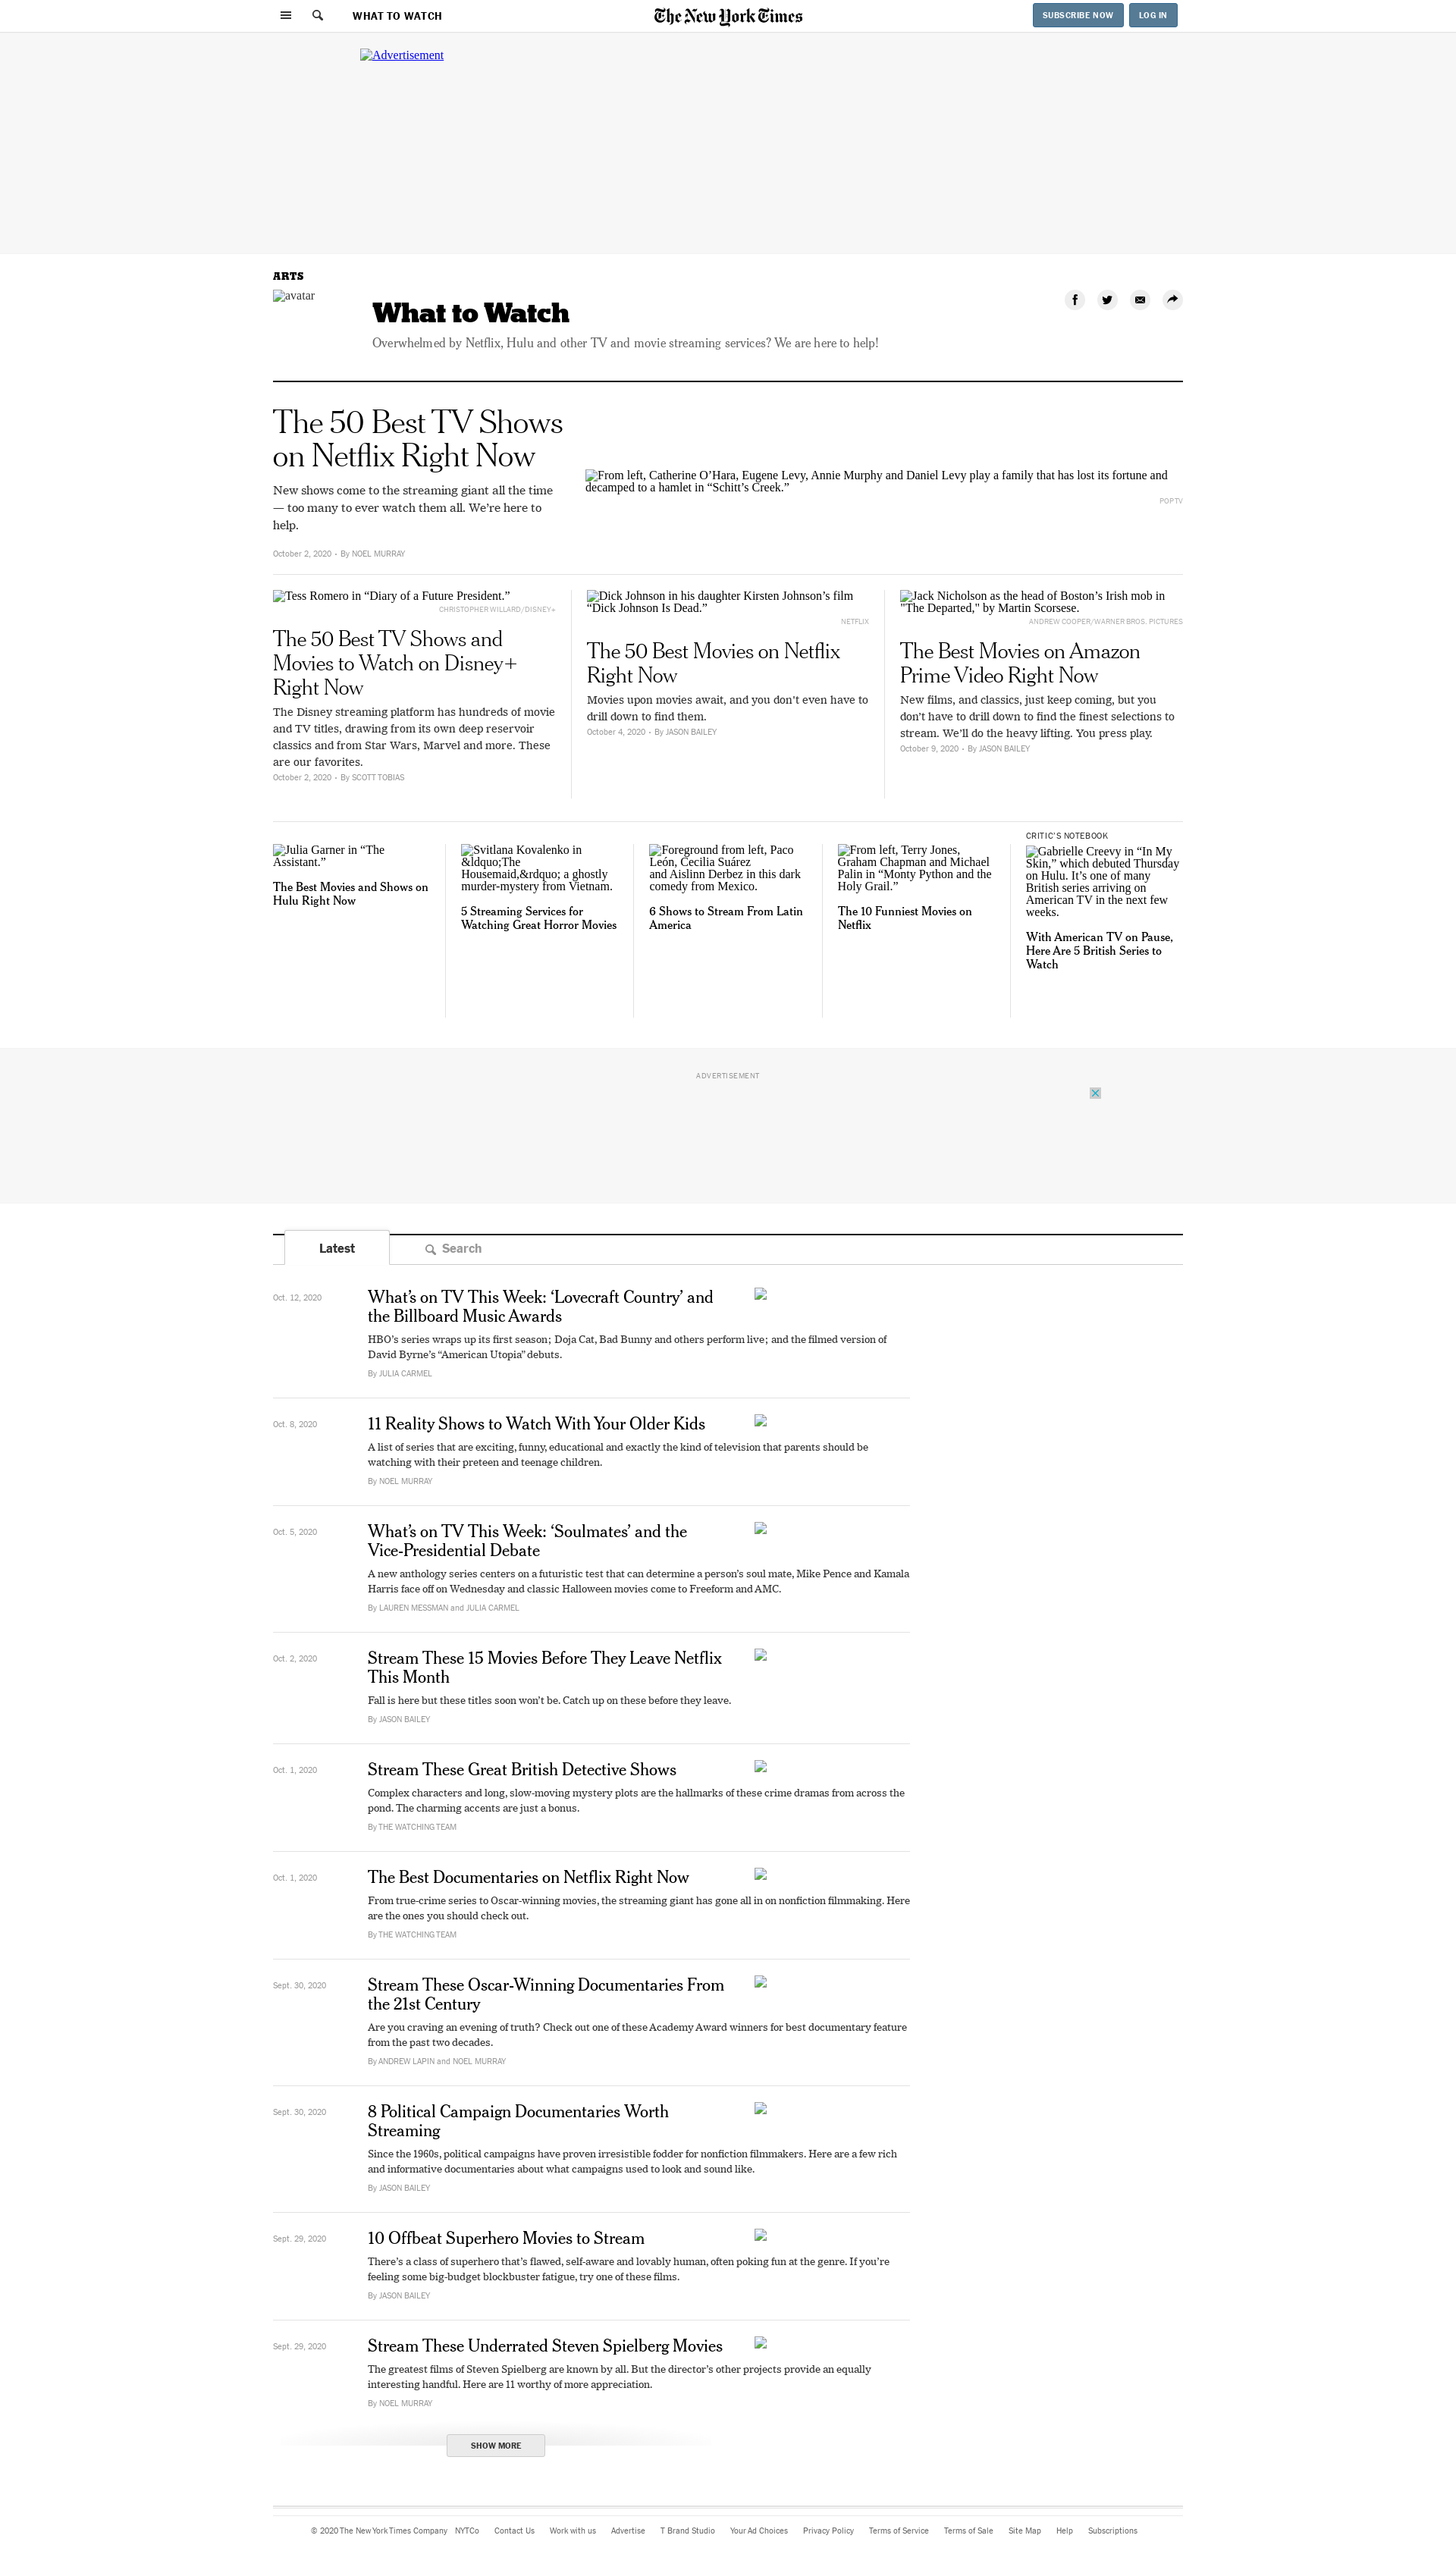 WHAT TO WATCH
The New York Times
SUBSCRIBE NOW
LOG IN
Advertisement
ARTS
avatar
What to Watch
Overwhelmed by Netflix, Hulu and other TV and movie streaming services? We are here to help!
The 50 Best TV Shows
on Netflix Right Now
New shows come to the streaming giant all the time
— too many to ever watch them all. We’re here to
help.
October 2, 2020 • By NOEL MURRAY
From left, Catherine O’Hara, Eugene Levy, Annie Murphy and Daniel Levy play a family that has lost its fortune and
decamped to a hamlet in “Schitt’s Creek.”
POP TV
Tess Romero in “Diary of a Future President.”
CHRISTOPHER WILLARD/DISNEY+
The 50 Best TV Shows and
Movies to Watch on Disney+
Right Now
The Disney streaming platform has hundreds of movie
and TV titles, drawing from its own deep reservoir
classics and from Star Wars, Marvel and more. These
are our favorites.
October 2, 2020 • By SCOTT TOBIAS
Dick Johnson in his daughter Kirsten Johnson’s film
“Dick Johnson Is Dead.”
NETFLIX
The 50 Best Movies on Netflix
Right Now
Movies upon movies await, and you don’t even have to
drill down to find them.
October 4, 2020 • By JASON BAILEY
Jack Nicholson as the head of Boston’s Irish mob in
"The Departed," by Martin Scorsese.
ANDREW COOPER/WARNER BROS. PICTURES
The Best Movies on Amazon
Prime Video Right Now
New films, and classics, just keep coming, but you
don’t have to drill down to find the finest selections to
stream. We’ll do the heavy lifting. You press play.
October 9, 2020 • By JASON BAILEY
Julia Garner in “The
Assistant.”
The Best Movies and Shows on
Hulu Right Now
Svitlana Kovalenko in
&ldquo;The
Housemaid,&rdquo; a ghostly
murder-mystery from Vietnam.
5 Streaming Services for
Watching Great Horror Movies
Foreground from left, Paco
León, Cecilia Suárez
and Aislinn Derbez in this dark
comedy from Mexico.
6 Shows to Stream From Latin
America
From left, Terry Jones,
Graham Chapman and Michael
Palin in “Monty Python and the
Holy Grail.”
The 10 Funniest Movies on
Netflix
CRITIC’S NOTEBOOK
Gabrielle Creevy in “In My
Skin,” which debuted Thursday
on Hulu. It’s one of many
British series arriving on
American TV in the next few
weeks.
With American TV on Pause,
Here Are 5 British Series to
Watch
ADVERTISEMENT
Latest
Search
Oct. 12, 2020
What’s on TV This Week: ‘Lovecraft Country’ and
the Billboard Music Awards
HBO’s series wraps up its first season; Doja Cat, Bad Bunny and others perform live; and the filmed version of
David Byrne’s “American Utopia” debuts.
By JULIA CARMEL
Oct. 8, 2020
11 Reality Shows to Watch With Your Older Kids
A list of series that are exciting, funny, educational and exactly the kind of television that parents should be
watching with their preteen and teenage children.
By NOEL MURRAY
Oct. 5, 2020
What’s on TV This Week: ‘Soulmates’ and the
Vice-Presidential Debate
A new anthology series centers on a futuristic test that can determine a person’s soul mate, Mike Pence and Kamala
Harris face off on Wednesday and classic Halloween movies come to Freeform and AMC.
By LAUREN MESSMAN and JULIA CARMEL
Oct. 2, 2020
Stream These 15 Movies Before They Leave Netflix
This Month
Fall is here but these titles soon won’t be. Catch up on these before they leave.
By JASON BAILEY
Oct. 1, 2020
Stream These Great British Detective Shows
Complex characters and long, slow-moving mystery plots are the hallmarks of these crime dramas from across the
pond. The charming accents are just a bonus.
By THE WATCHING TEAM
Oct. 1, 2020
The Best Documentaries on Netflix Right Now
From true-crime series to Oscar-winning movies, the streaming giant has gone all in on nonfiction filmmaking. Here
are the ones you should check out.
By THE WATCHING TEAM
Sept. 30, 2020
Stream These Oscar-Winning Documentaries From
the 21st Century
Are you craving an evening of truth? Check out one of these Academy Award winners for best documentary feature
from the past two decades.
By ANDREW LAPIN and NOEL MURRAY
Sept. 30, 2020
8 Political Campaign Documentaries Worth
Streaming
Since the 1960s, political campaigns have proven irresistible fodder for nonfiction filmmakers. Here are a few rich
and informative documentaries about what campaigns used to look and sound like.
By JASON BAILEY
Sept. 29, 2020
10 Offbeat Superhero Movies to Stream
There’s a class of superhero that’s flawed, self-aware and lovably human, often poking fun at the genre. If you’re
feeling some big-budget blockbuster fatigue, try one of these films.
By JASON BAILEY
Sept. 29, 2020
Stream These Underrated Steven Spielberg Movies
The greatest films of Steven Spielberg are known by all. But the director’s other projects provide an equally
interesting handful. Here are 11 worthy of more appreciation.
By NOEL MURRAY
SHOW MORE
© 2020 The New York Times Company NYTCo Contact Us Work with us Advertise T Brand Studio Your Ad Choices Privacy Policy Terms of Service Terms of Sale Site Map Help Subscriptions